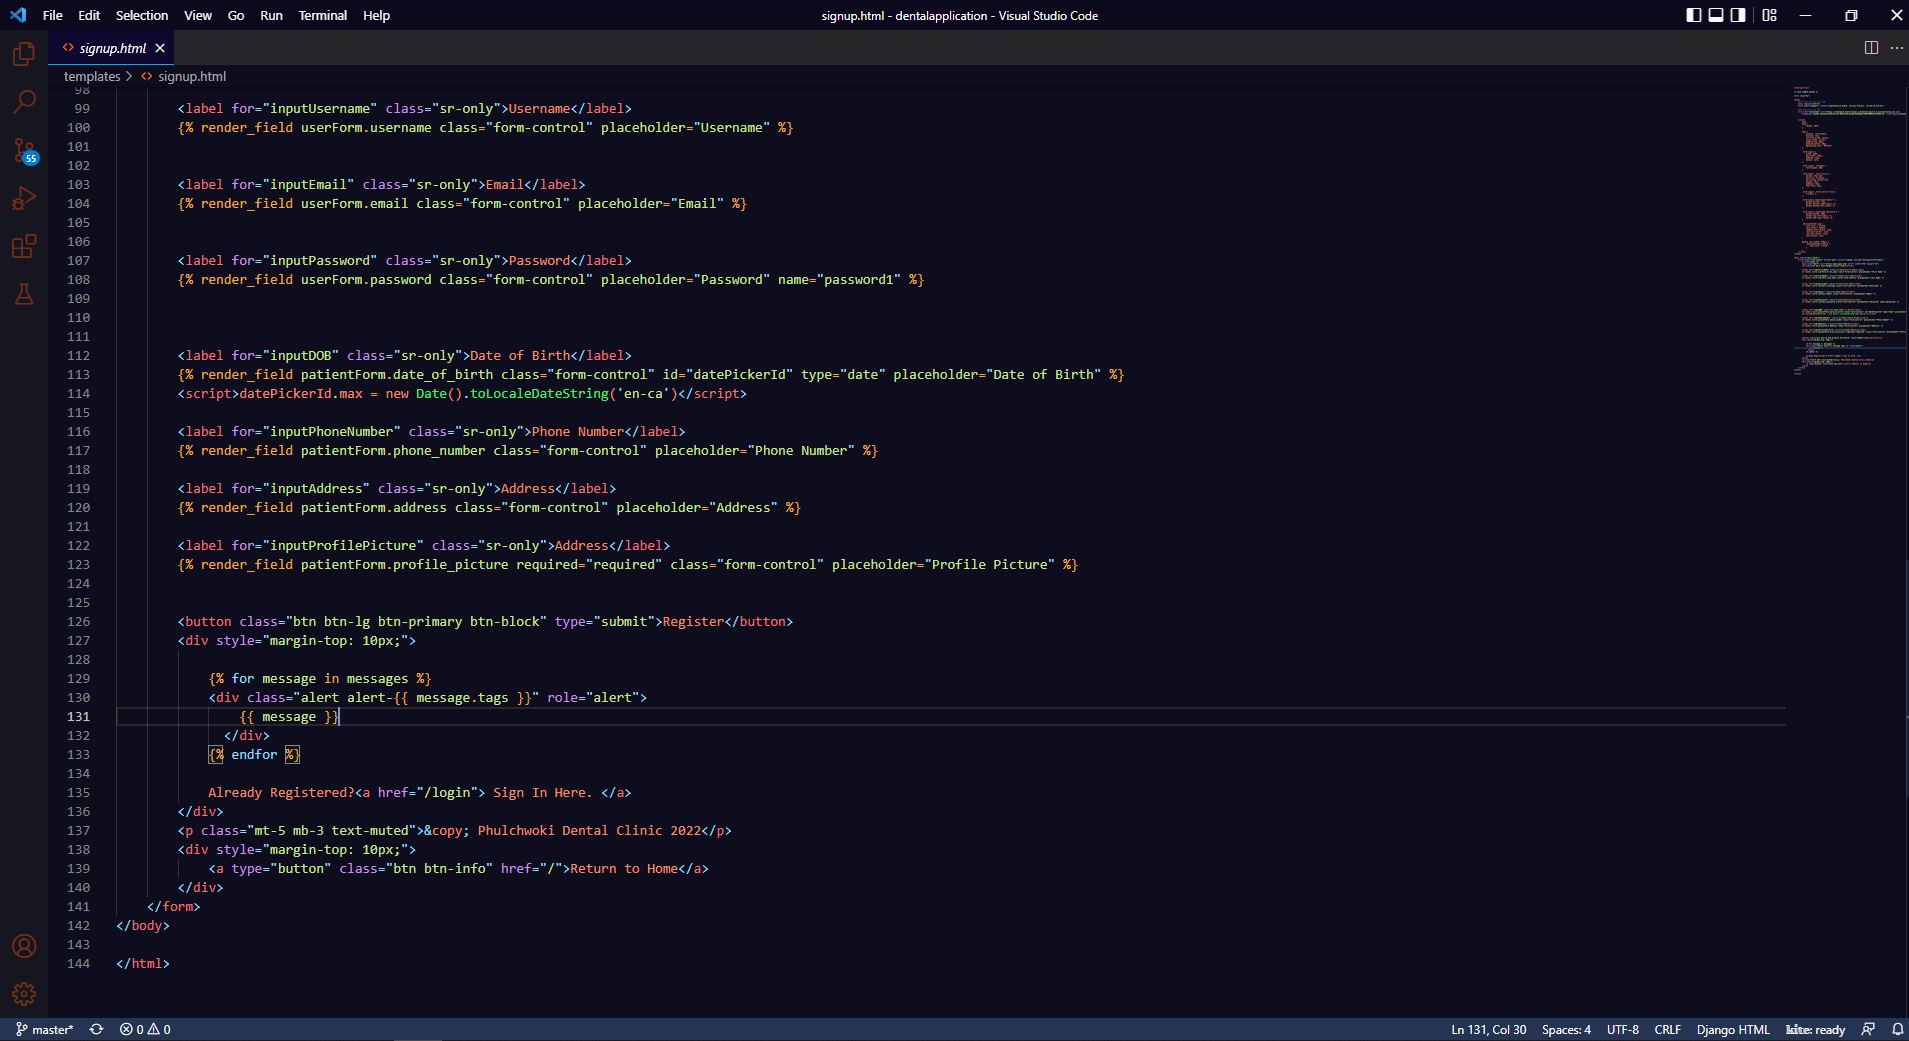 File Edit Selection View Go Run Terminal Help
signup.html - dentalapplication - Visual Studio Code
signup.html
templates > signup.html
55
98
99 <label for="inputUsername" class="sr-only">Username</label>
100 {% render_field userForm.username class="form-control" placeholder="Username" %}
101
102
103 <label for="inputEmail" class="sr-only">Email</label>
104 {% render_field userForm.email class="form-control" placeholder="Email" %}
105
106
107 <label for="inputPassword" class="sr-only">Password</label>
108 {% render_field userForm.password class="form-control" placeholder="Password" name="password1" %}
109
110
111
112 <label for="inputDOB" class="sr-only">Date of Birth</label>
113 {% render_field patientForm.date_of_birth class="form-control" id="datePickerId" type="date" placeholder="Date of Birth" %}
114 <script>datePickerId.max = new Date().toLocaleDateString('en-ca')</script>
115
116 <label for="inputPhoneNumber" class="sr-only">Phone Number</label>
117 {% render_field patientForm.phone_number class="form-control" placeholder="Phone Number" %}
118
119 <label for="inputAddress" class="sr-only">Address</label>
120 {% render_field patientForm.address class="form-control" placeholder="Address" %}
121
122 <label for="inputProfilePicture" class="sr-only">Address</label>
123 {% render_field patientForm.profile_picture required="required" class="form-control" placeholder="Profile Picture" %}
124
125
126 <button class="btn btn-lg btn-primary btn-block" type="submit">Register</button>
127 <div style="margin-top: 10px;">
128
129 {% for message in messages %}
130 <div class="alert alert-{{ message.tags }}" role="alert">
131 {{ message }}
132 </div>
133 {% endfor %}
134
135 Already Registered?<a href="/login"> Sign In Here. </a>
136 </div>
137 <p class="mt-5 mb-3 text-muted">&copy; Phulchwoki Dental Clinic 2022</p>
138 <div style="margin-top: 10px;">
139 <a type="button" class="btn btn-info" href="/">Return to Home</a>
140 </div>
141 </form>
142 </body>
143
144 </html>
master* 0 0 Ln 131, Col 30 Spaces: 4 UTF-8 CRLF Django HTML kite: ready